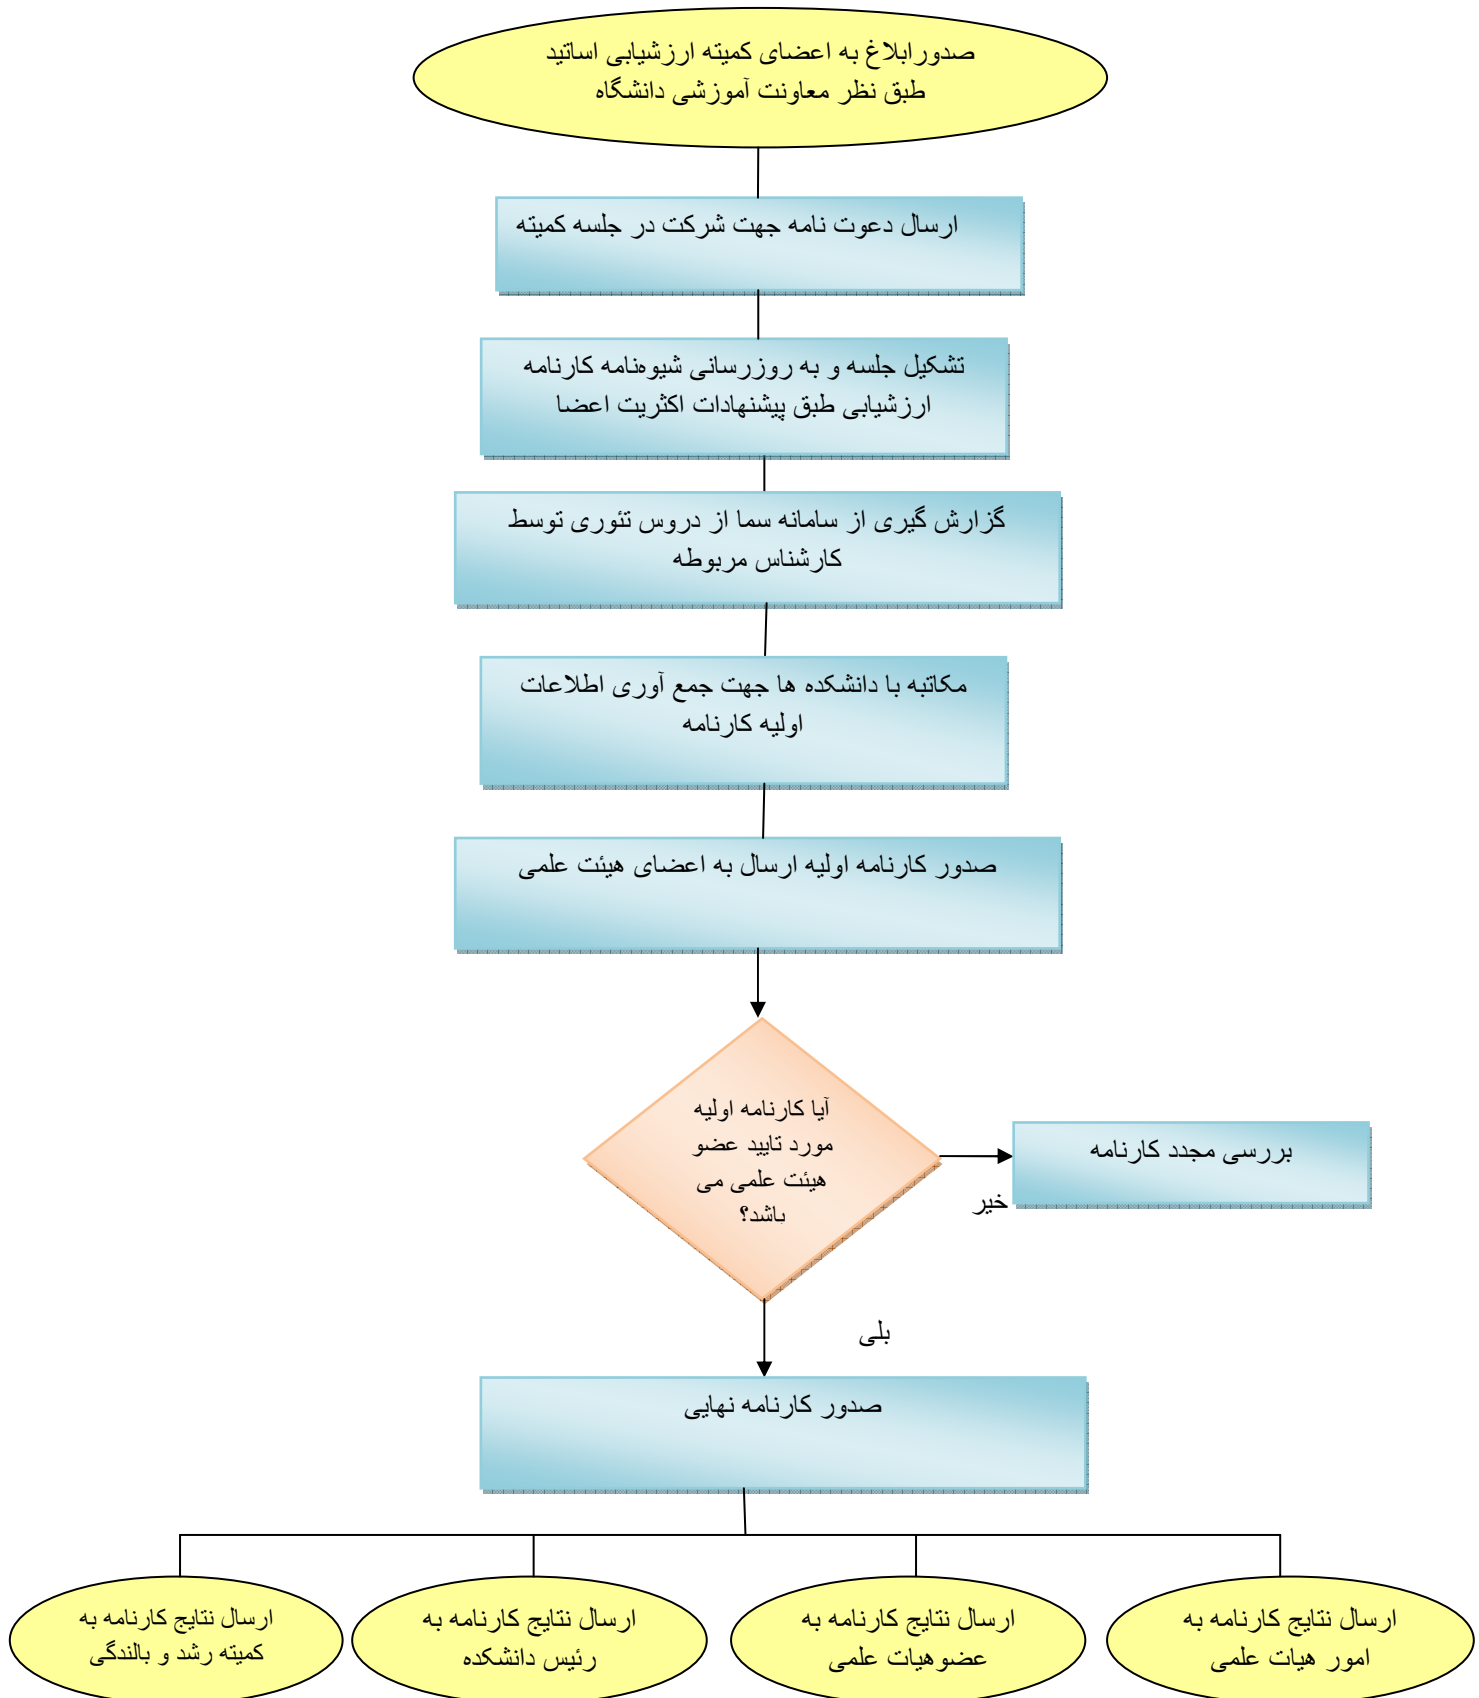 صدورابلاغ به اعضای کمیته ارزشیابی اساتید
طبق نظر معاونت آموزشی دانشگاه
ارسال دعوت نامه جهت شرکت در جلسه کمیته
تشکیل جلسه و به روزرسانی شیوه‌نامه کارنامه
ارزشیابی طبق پیشنهادات اکثریت اعضا
گزارش گیری از سامانه سما از دروس تئوری توسط
کارشناس مربوطه
مکاتبه با دانشکده ها جهت جمع آوری اطلاعات
اولیه کارنامه
صدور کارنامه اولیه ارسال به اعضای هیئت علمی
آیا کارنامه اولیه
مورد تایید عضو
هیئت علمی می
باشد؟
بررسی مجدد کارنامه
خیر
بلی
صدور کارنامه نهایی
ارسال نتایج کارنامه به
امور هیات علمی
ارسال نتایج کارنامه به
عضوهیات علمی
ارسال نتایج کارنامه به
رئیس دانشکده
ارسال نتایج کارنامه به
کمیته رشد و بالندگی